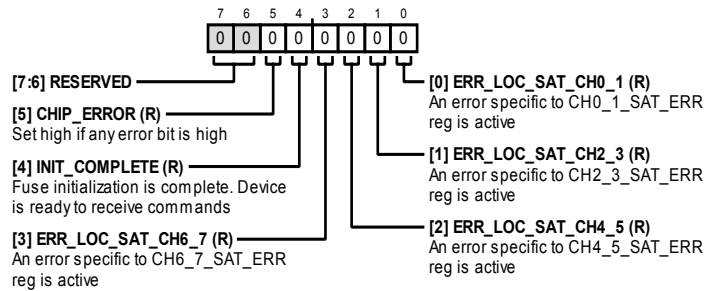 7 6 5 4 3 2 1 0
0 0 0 0 0 0 0 0
[7:6] RESERVED
[5] CHIP_ERROR (R)
Set high if any error bit is high
[4] INIT_COMPLETE (R)
Fuse initialization is complete. Device
is ready to receive commands
[3] ERR_LOC_SAT_CH6_7 (R)
An error specific to CH6_7_SAT_ERR
reg is active
[0] ERR_LOC_SAT_CH0_1 (R)
An error specific to CH0_1_SAT_ERR
reg is active
[1] ERR_LOC_SAT_CH2_3 (R)
An error specific to CH2_3_SAT_ERR
reg is active
[2] ERR_LOC_SAT_CH4_5 (R)
An error specific to CH4_5_SAT_ERR
reg is active